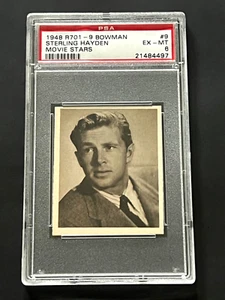 PSA
1948 R701-9 BOWMAN #9
STERLING HAYDEN EX-MT
MOVIE STARS 6
21484497